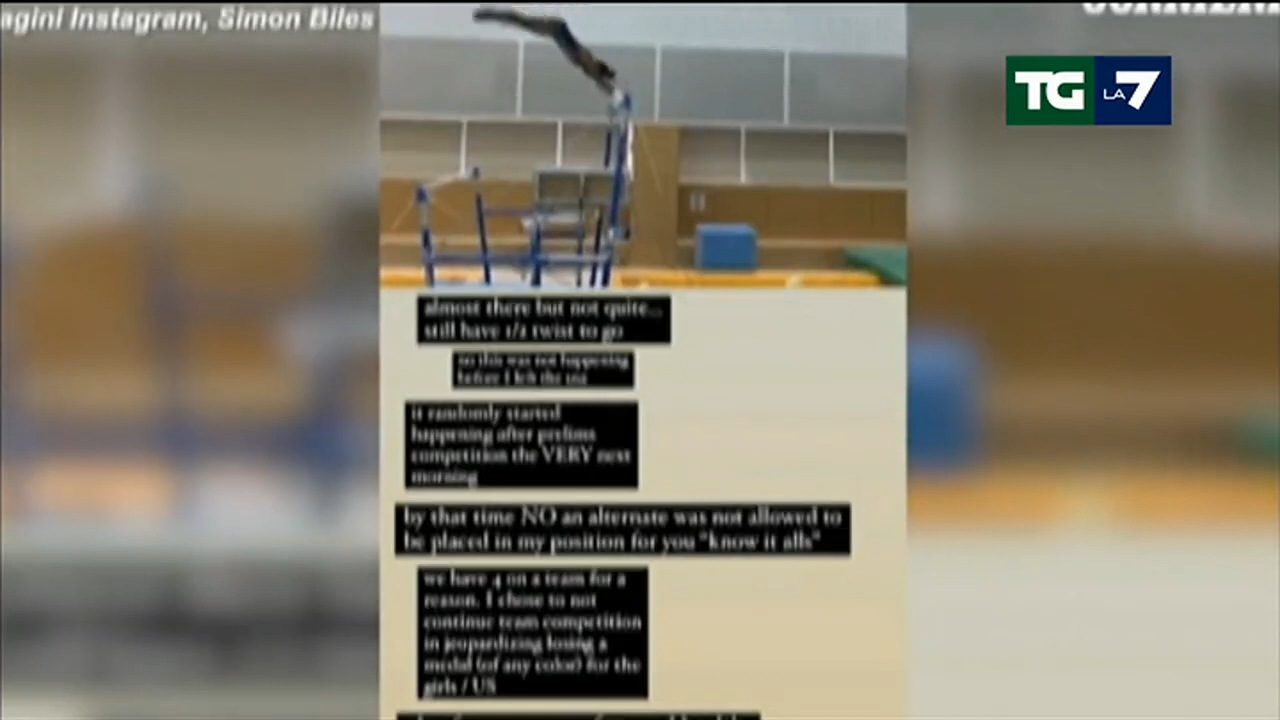 agini Instagram, Simon Biles
TG LA 7
almost there but not quite...
still have 1/2 twist to go
no this was not happening
before I left the usa
it randomly started
happening after prelims
competition the VERY next
morning
by that time NO an alternate was not allowed to
be placed in my position for you "know it alls"
we have 4 on a team for a
reason. I chose to not
continue team competition
in jeopardizing losing a
medal (of any color) for the
girls / US